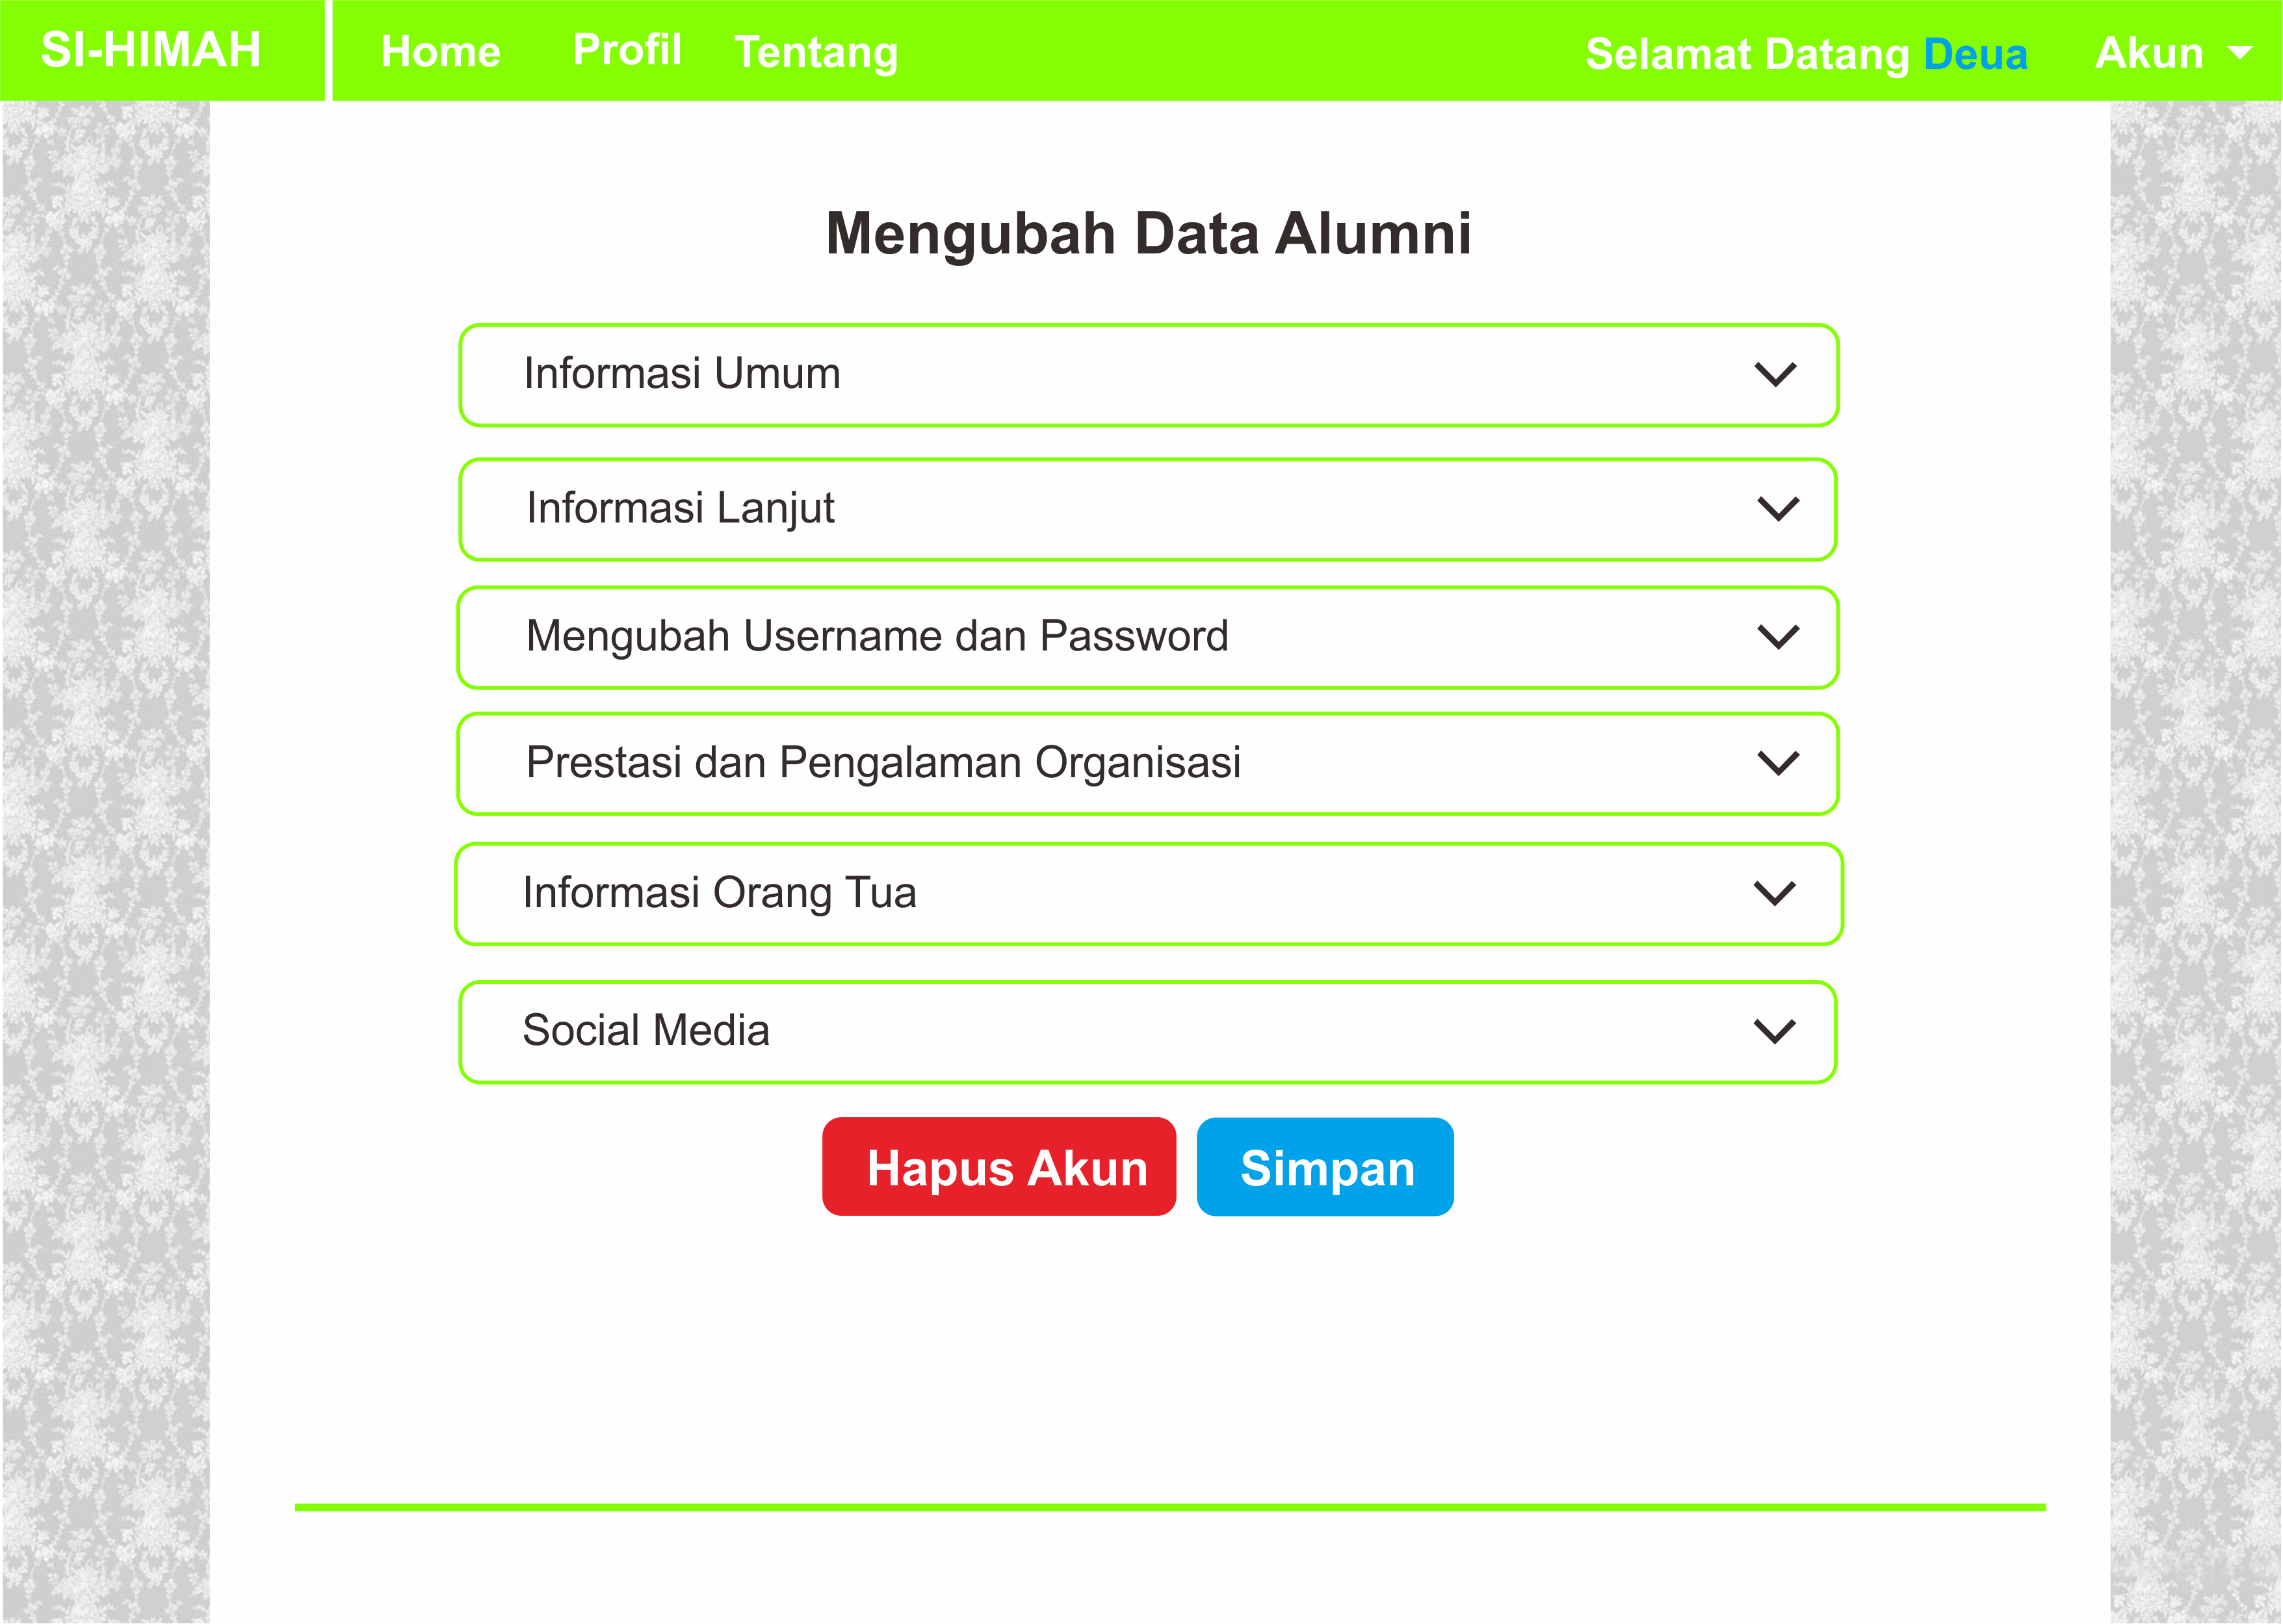 SI-HIMAH Home Profil Tentang Selamat Datang Deua Akun
Mengubah Data Alumni
Informasi Umum
Informasi Lanjut
Mengubah Username dan Password
Prestasi dan Pengalaman Organisasi
Informasi Orang Tua
Social Media
Hapus Akun Simpan